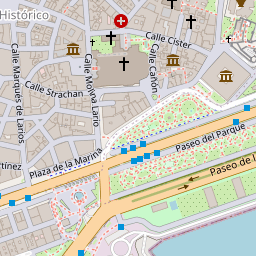 Histórico
Calle Cister
Calle Marqués de Larios
Calle Molina Lario
Calle Cañón
Calle Strachan
Paseo del Parque
Plaza de la Marina
tínez
Paseo de